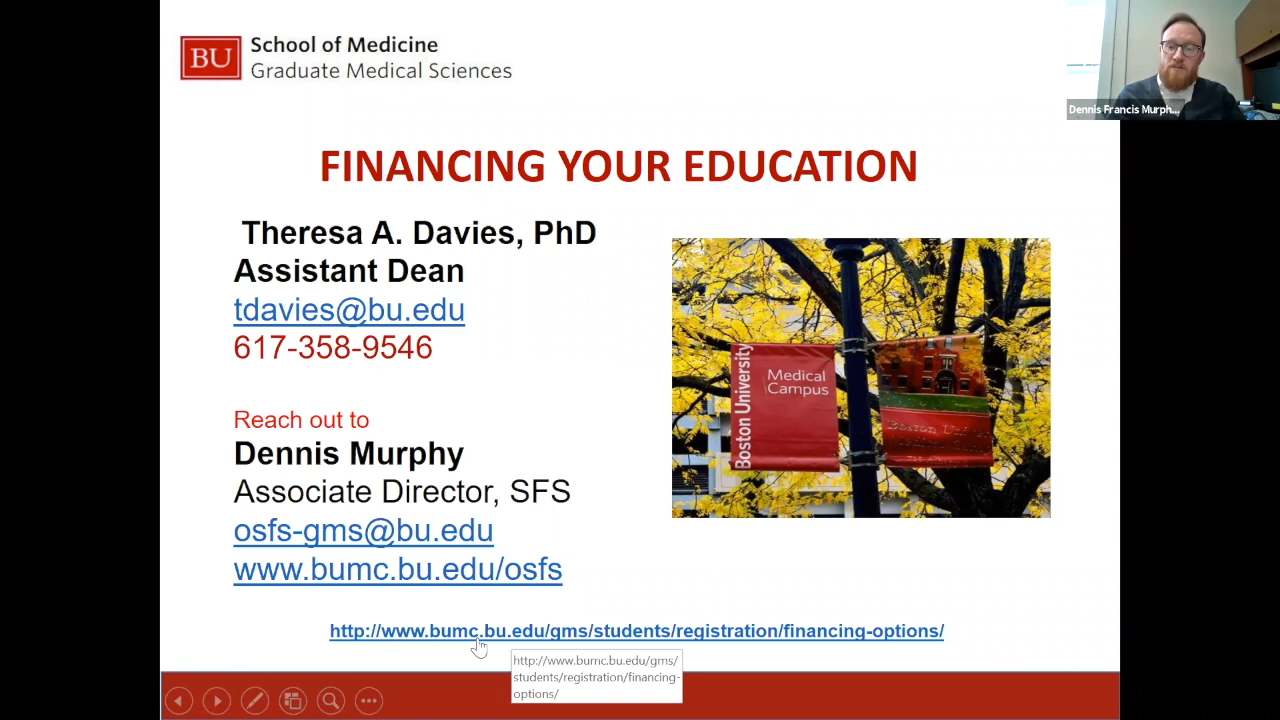 BU
School of Medicine
Graduate Medical Sciences
Dennis Francis Murph...
FINANCING YOUR EDUCATION
Theresa A. Davies, PhD
Assistant Dean
tdavies@bu.edu
617-358-9546
Reach out to
Dennis Murphy
Associate Director, SFS
osfs-gms@bu.edu
www.bumc.bu.edu/osfs
Boston University
Medical
Campus
http://www.bumc.bu.edu/gms/students/registration/financing-options/
http://www.bumc.bu.edu/gms/
students/registration/financing-
options/